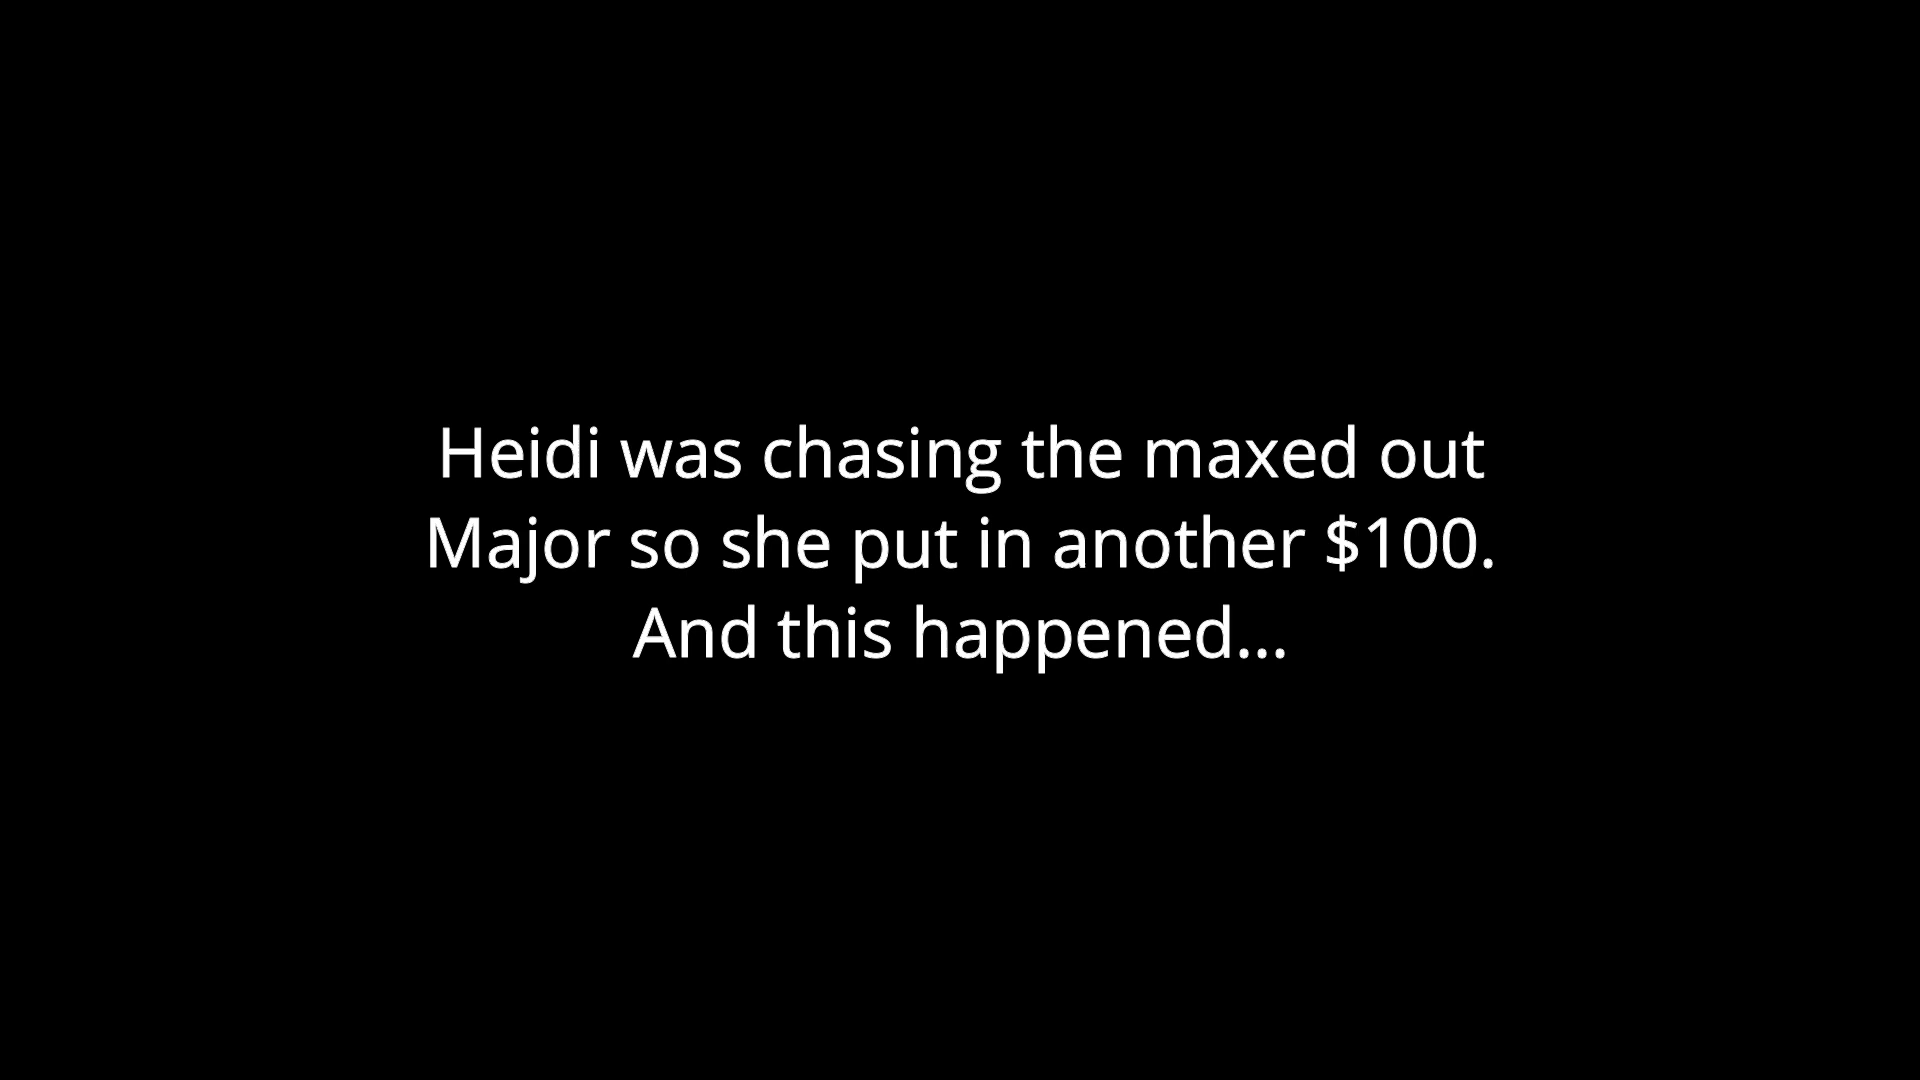 Heidi was chasing the maxed out
Major so she put in another $100.
And this happened...